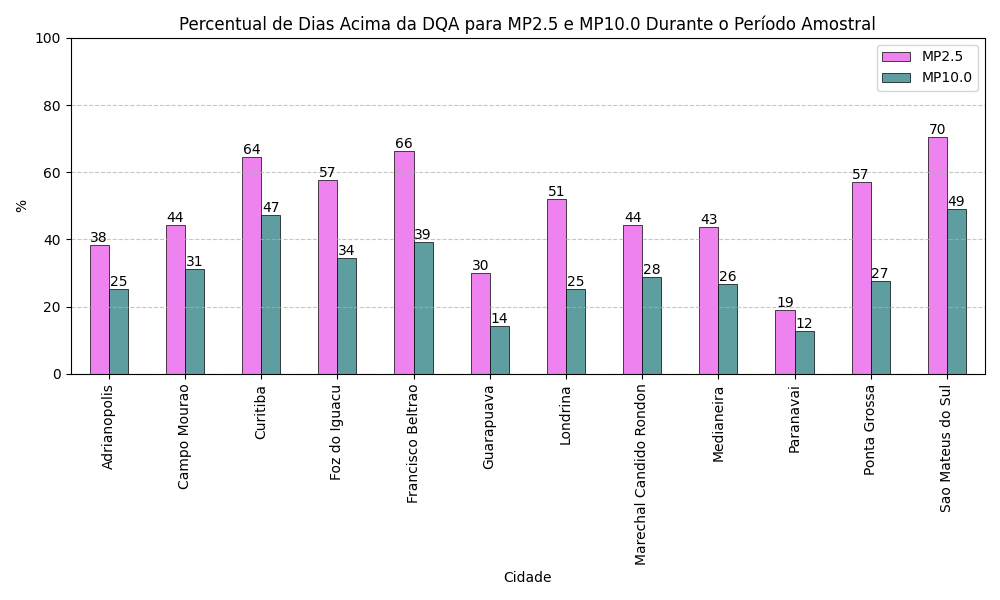 Percentual de Dias Acima da DQA para MP2.5 e MP10.0 Durante o Período Amostral
MP2.5
MP10.0
%
100
80
60
40
20
0
38
25
44
31
64
47
57
34
66
39
30
14
51
25
44
28
43
26
19
12
57
27
70
49
Adrianopolis
Campo Mourao
Curitiba
Foz do Iguacu
Francisco Beltrao
Guarapuava
Londrina
Marechal Candido Rondon
Medianeira
Paranavai
Ponta Grossa
Sao Mateus do Sul
Cidade